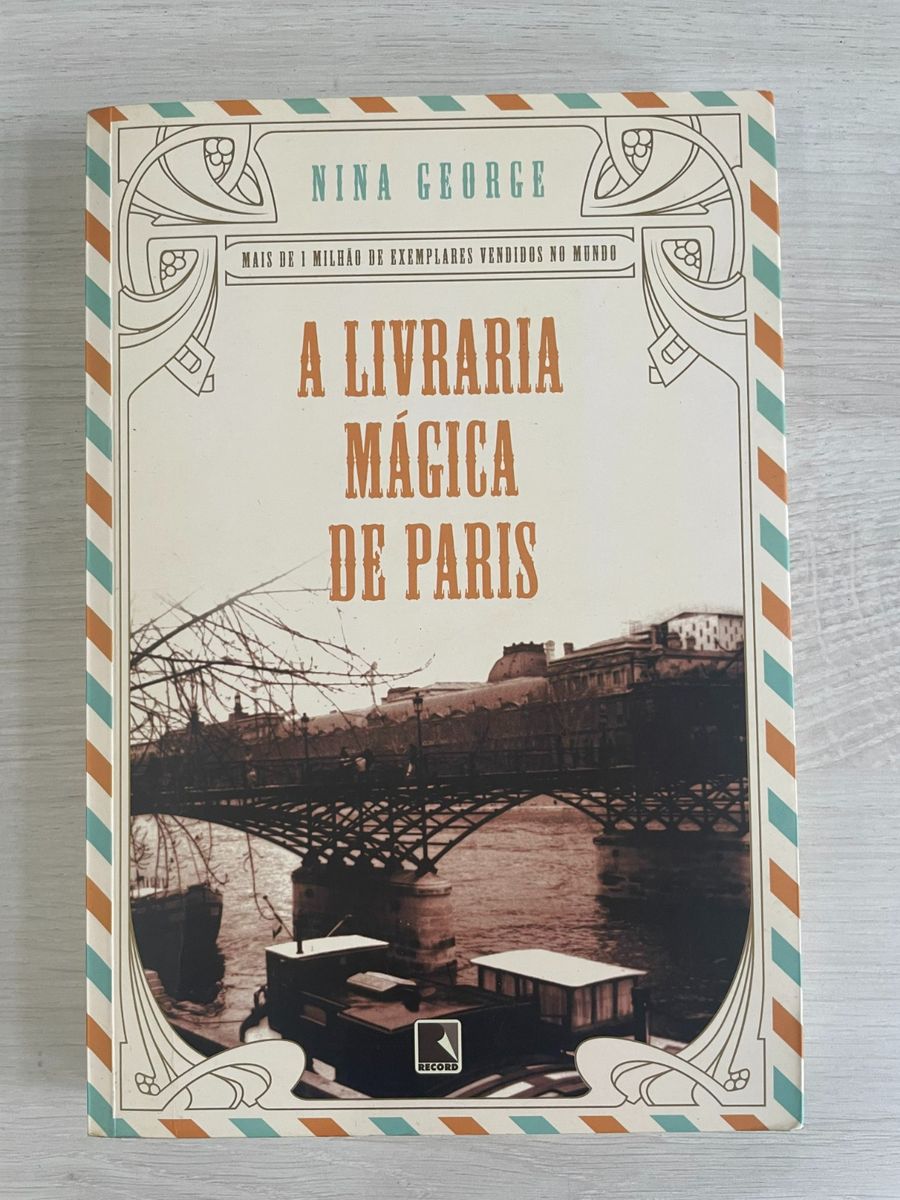 NINA GEORGE
MAIS DE 1 MILHÃO DE EXEMPLARES VENDIDOS NO MUNDO
A LIVRARIA
MÁGICA
DE PARIS
RECORD